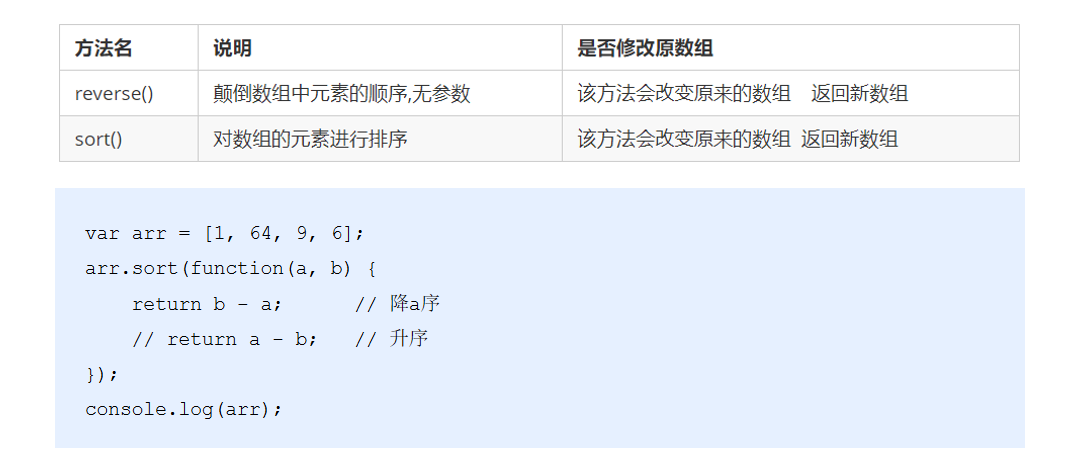 方法名 说明 是否修改原数组
reverse() 颠倒数组中元素的顺序,无参数 该方法会改变原来的数组 返回新数组
sort() 对数组的元素进行排序 该方法会改变原来的数组 返回新数组
var arr = [1, 64, 9, 6];
arr.sort(function(a, b) {
    return b - a;      // 降a序
    // return a - b;   // 升序
});
console.log(arr);